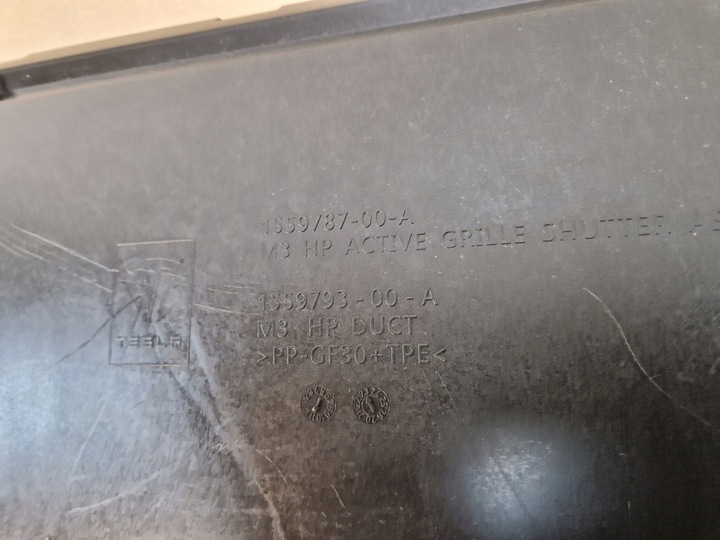 1559787-00-A
M3 HP ACTIVE GRILLE SHUTTER
TESLA
1559793-00-A
M3 HP DUCT
>PP-GF30+TPE<